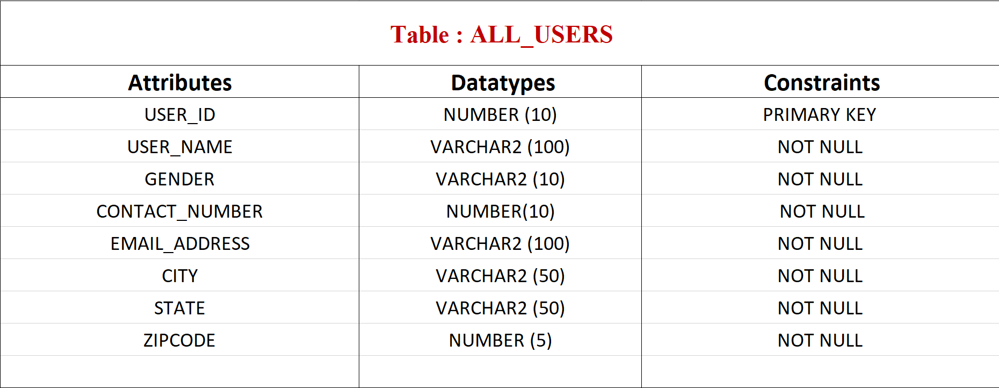 Table : ALL_USERS
Attributes Datatypes Constraints
USER_ID NUMBER (10) PRIMARY KEY
USER_NAME VARCHAR2 (100) NOT NULL
GENDER VARCHAR2 (10) NOT NULL
CONTACT_NUMBER NUMBER(10) NOT NULL
EMAIL_ADDRESS VARCHAR2 (100) NOT NULL
CITY VARCHAR2 (50) NOT NULL
STATE VARCHAR2 (50) NOT NULL
ZIPCODE NUMBER (5) NOT NULL